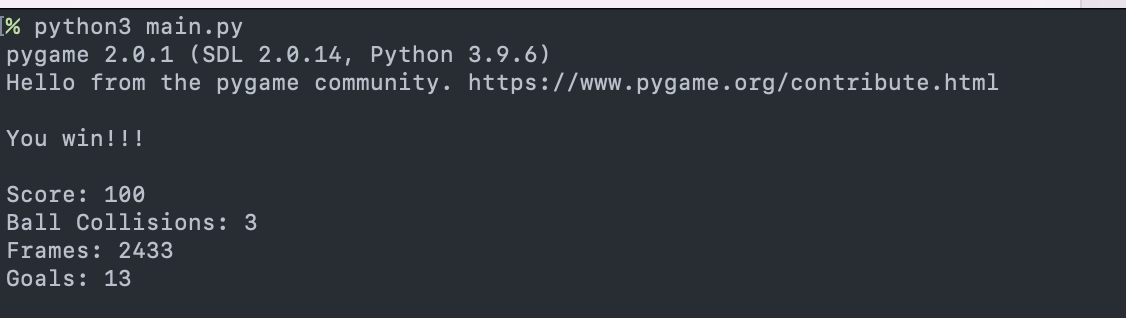 % python3 main.py
pygame 2.0.1 (SDL 2.0.14, Python 3.9.6)
Hello from the pygame community. https://www.pygame.org/contribute.html
You win!!!
Score: 100
Ball Collisions: 3
Frames: 2433
Goals: 13